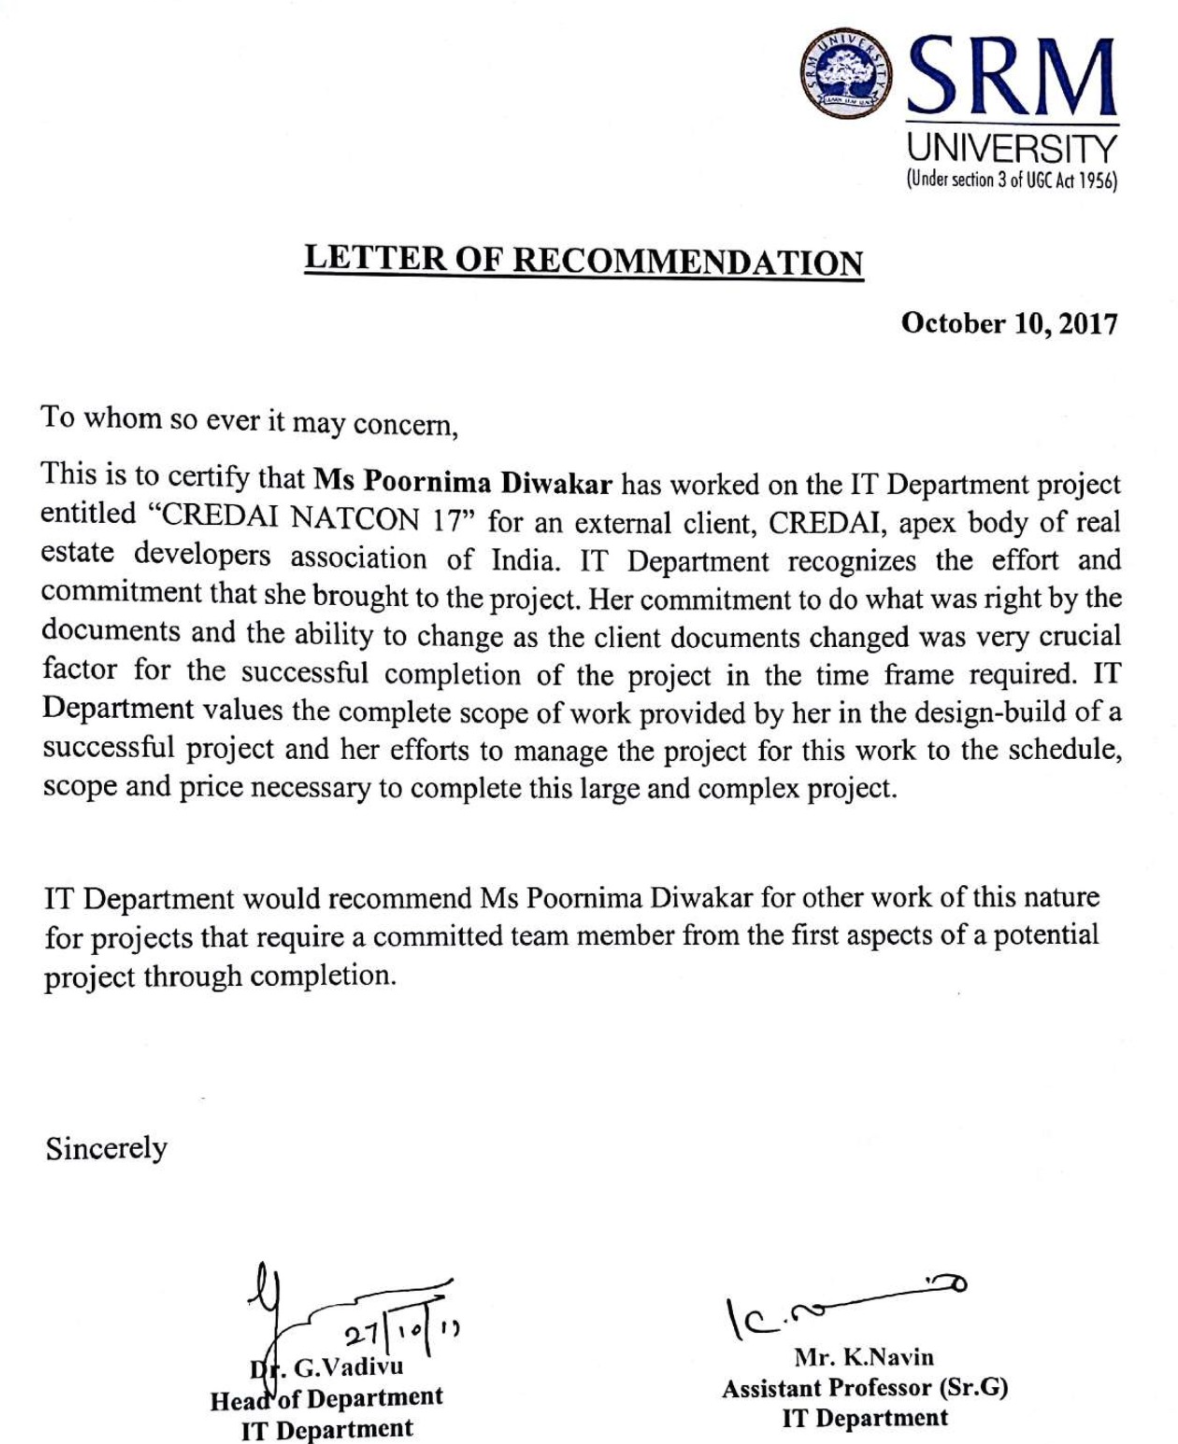 SRM UNIVERSITY
SRM
UNIVERSITY
(Under section 3 of UGC Act 1956)
LETTER OF RECOMMENDATION
October 10, 2017
To whom so ever it may concern,
This is to certify that Ms Poornima Diwakar has worked on the IT Department project
entitled “CREDAI NATCON 17” for an external client, CREDAI, apex body of real
estate developers association of India. IT Department recognizes the effort and
commitment that she brought to the project. Her commitment to do what was right by the
documents and the ability to change as the client documents changed was very crucial
factor for the successful completion of the project in the time frame required. IT
Department values the complete scope of work provided by her in the design-build of a
successful project and her efforts to manage the project for this work to the schedule,
scope and price necessary to complete this large and complex project.
IT Department would recommend Ms Poornima Diwakar for other work of this nature
for projects that require a committed team member from the first aspects of a potential
project through completion.
Sincerely
27/10/17
Dr. G.Vadivu
Head of Department
IT Department
K.N
Mr. K.Navin
Assistant Professor (Sr.G)
IT Department